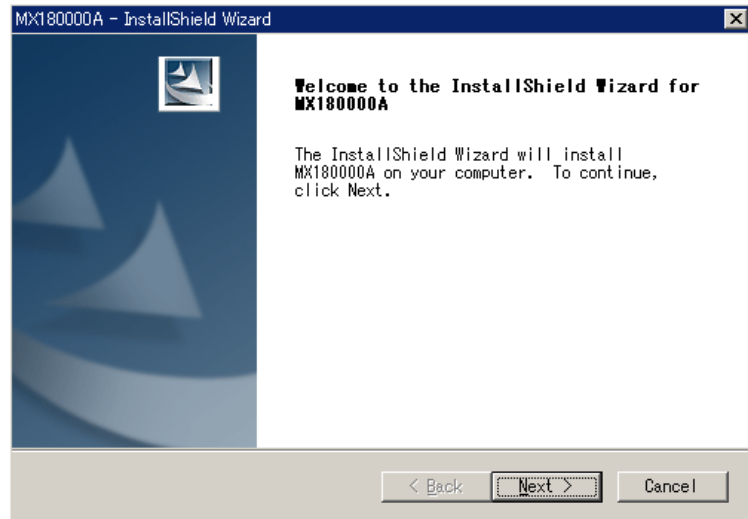 MX180000A - InstallShield Wizard
Welcome to the InstallShield Wizard for
MX180000A
The InstallShield Wizard will install
MX180000A on your computer.  To continue,
click Next.
< Back
Next >
Cancel